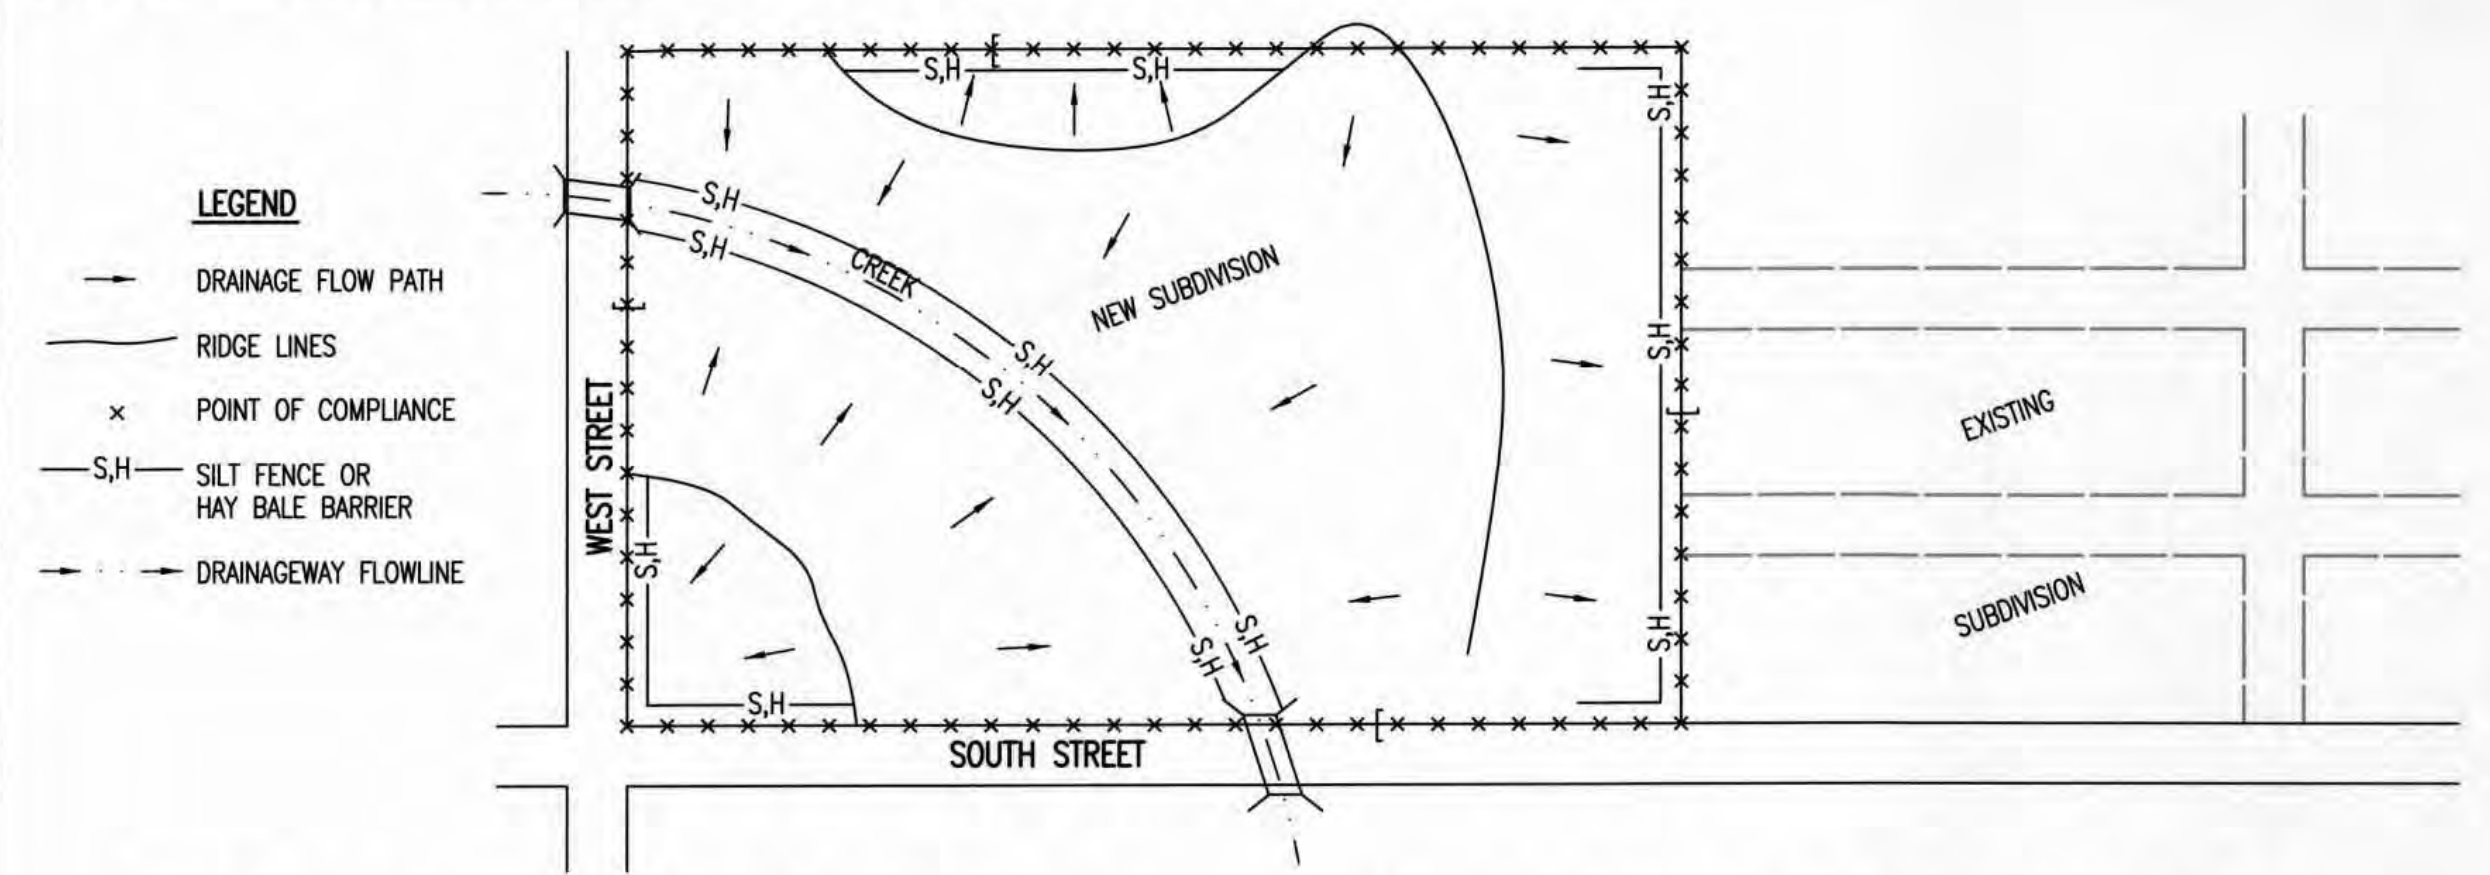 LEGEND
DRAINAGE FLOW PATH
RIDGE LINES
x POINT OF COMPLIANCE
S,H SILT FENCE OR
HAY BALE BARRIER
DRAINAGEWAY FLOWLINE
S,H
S,H
S,H
S,H
S,H
CREEK
NEW SUBDIVISION
S,H
S,H
S,H
WEST STREET
EXISTING
S,H
S,H
S,H
S,H
S,H
SUBDIVISION
SOUTH STREET